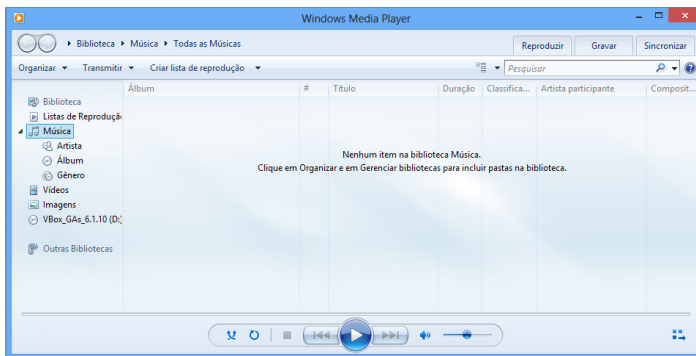 Windows Media Player
Biblioteca Música Todas as Músicas
Reproduzir Gravar Sincronizar
Organizar Transmitir Criar lista de reprodução
Pesquisar
Álbum # Título Duração Classifica... Artista participante Composit...
Biblioteca
Listas de Reproduçã
Música
Artista
Álbum
Gênero
Vídeos
Imagens
VBox_GAs_6.1.10 (D:)
Outras Bibliotecas
Nenhum item na biblioteca Música.
Clique em Organizar e em Gerenciar bibliotecas para incluir pastas na biblioteca.